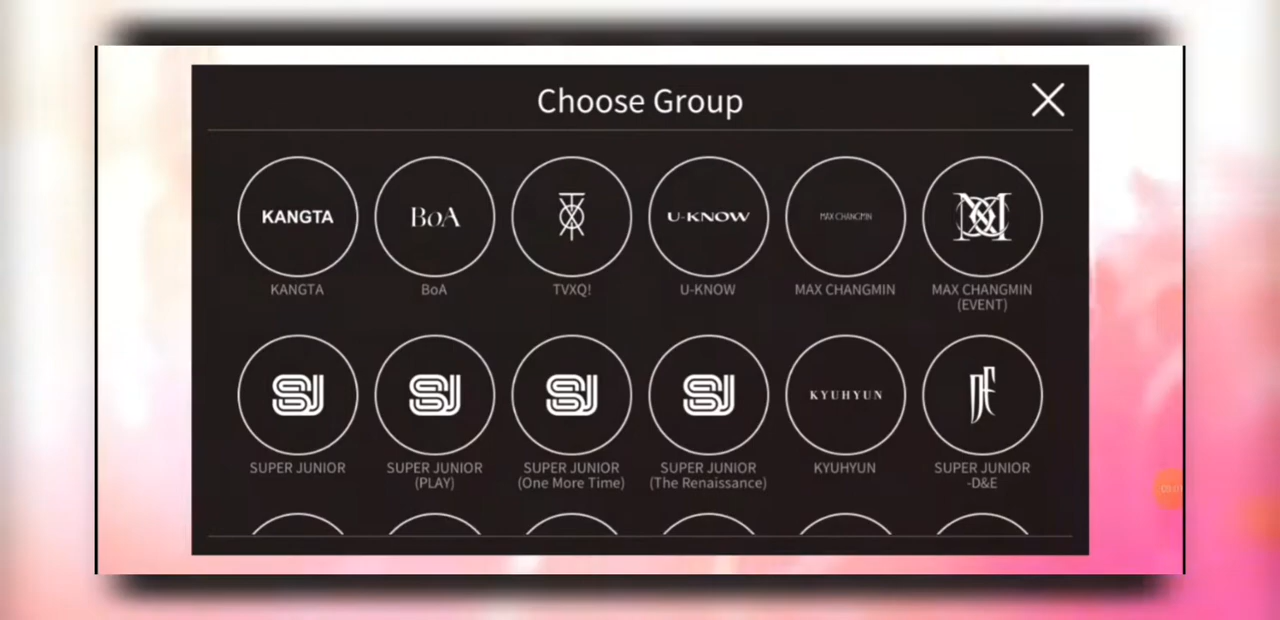 Choose Group
KANGTA
BoA
U-KNOW
MAX CHANGMIN
KANGTA
BoA
TVXQ!
U-KNOW
MAX CHANGMIN
MAX CHANGMIN
(EVENT)
SJ
SJ
SJ
SJ
KYUHYUN
SUPER JUNIOR
SUPER JUNIOR
(PLAY)
SUPER JUNIOR
(One More Time)
SUPER JUNIOR
(The Renaissance)
KYUHYUN
SUPER JUNIOR
-D&E